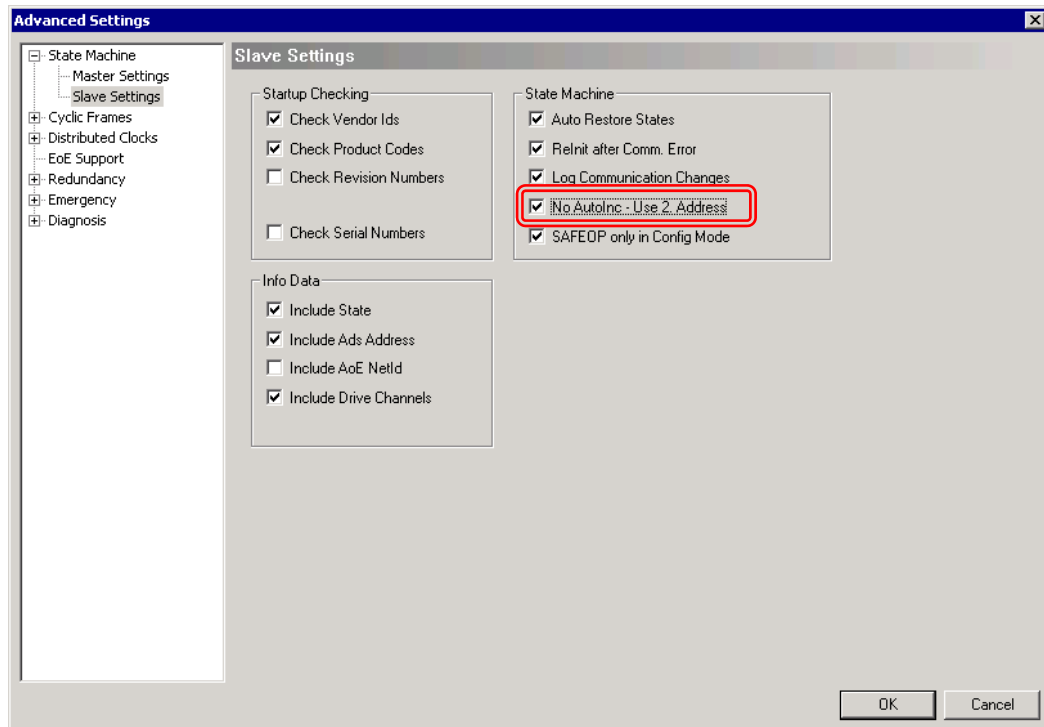 Advanced Settings
State Machine
Master Settings
Slave Settings
Cyclic Frames
Distributed Clocks
EoE Support
Redundancy
Emergency
Diagnosis
Slave Settings
Startup Checking
Check Vendor Ids
Check Product Codes
Check Revision Numbers
Check Serial Numbers
State Machine
Auto Restore States
ReInit after Comm. Error
Log Communication Changes
No AutoInc - Use 2. Address
SAFEOP only in Config Mode
Info Data
Include State
Include Ads Address
Include AoE NetId
Include Drive Channels
OK
Cancel